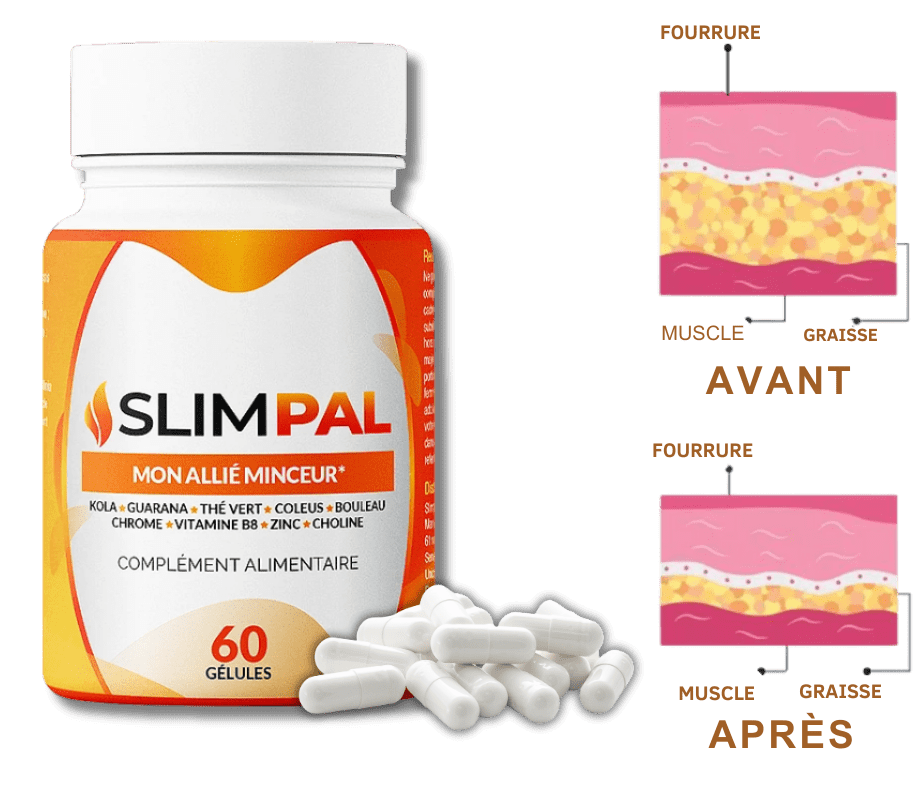 SLIMPAL
MON ALLIÉ MINCEUR*
KOLA ★ GUARANA ★ THÉ VERT ★ COLEUS ★ BOULEAU
CHROME ★ VITAMINE B8 ★ ZINC ★ CHOLINE
COMPLÉMENT ALIMENTAIRE
60
GÉLULES
FOURRURE
MUSCLE
GRAISSE
AVANT
FOURRURE
MUSCLE
GRAISSE
APRÈS